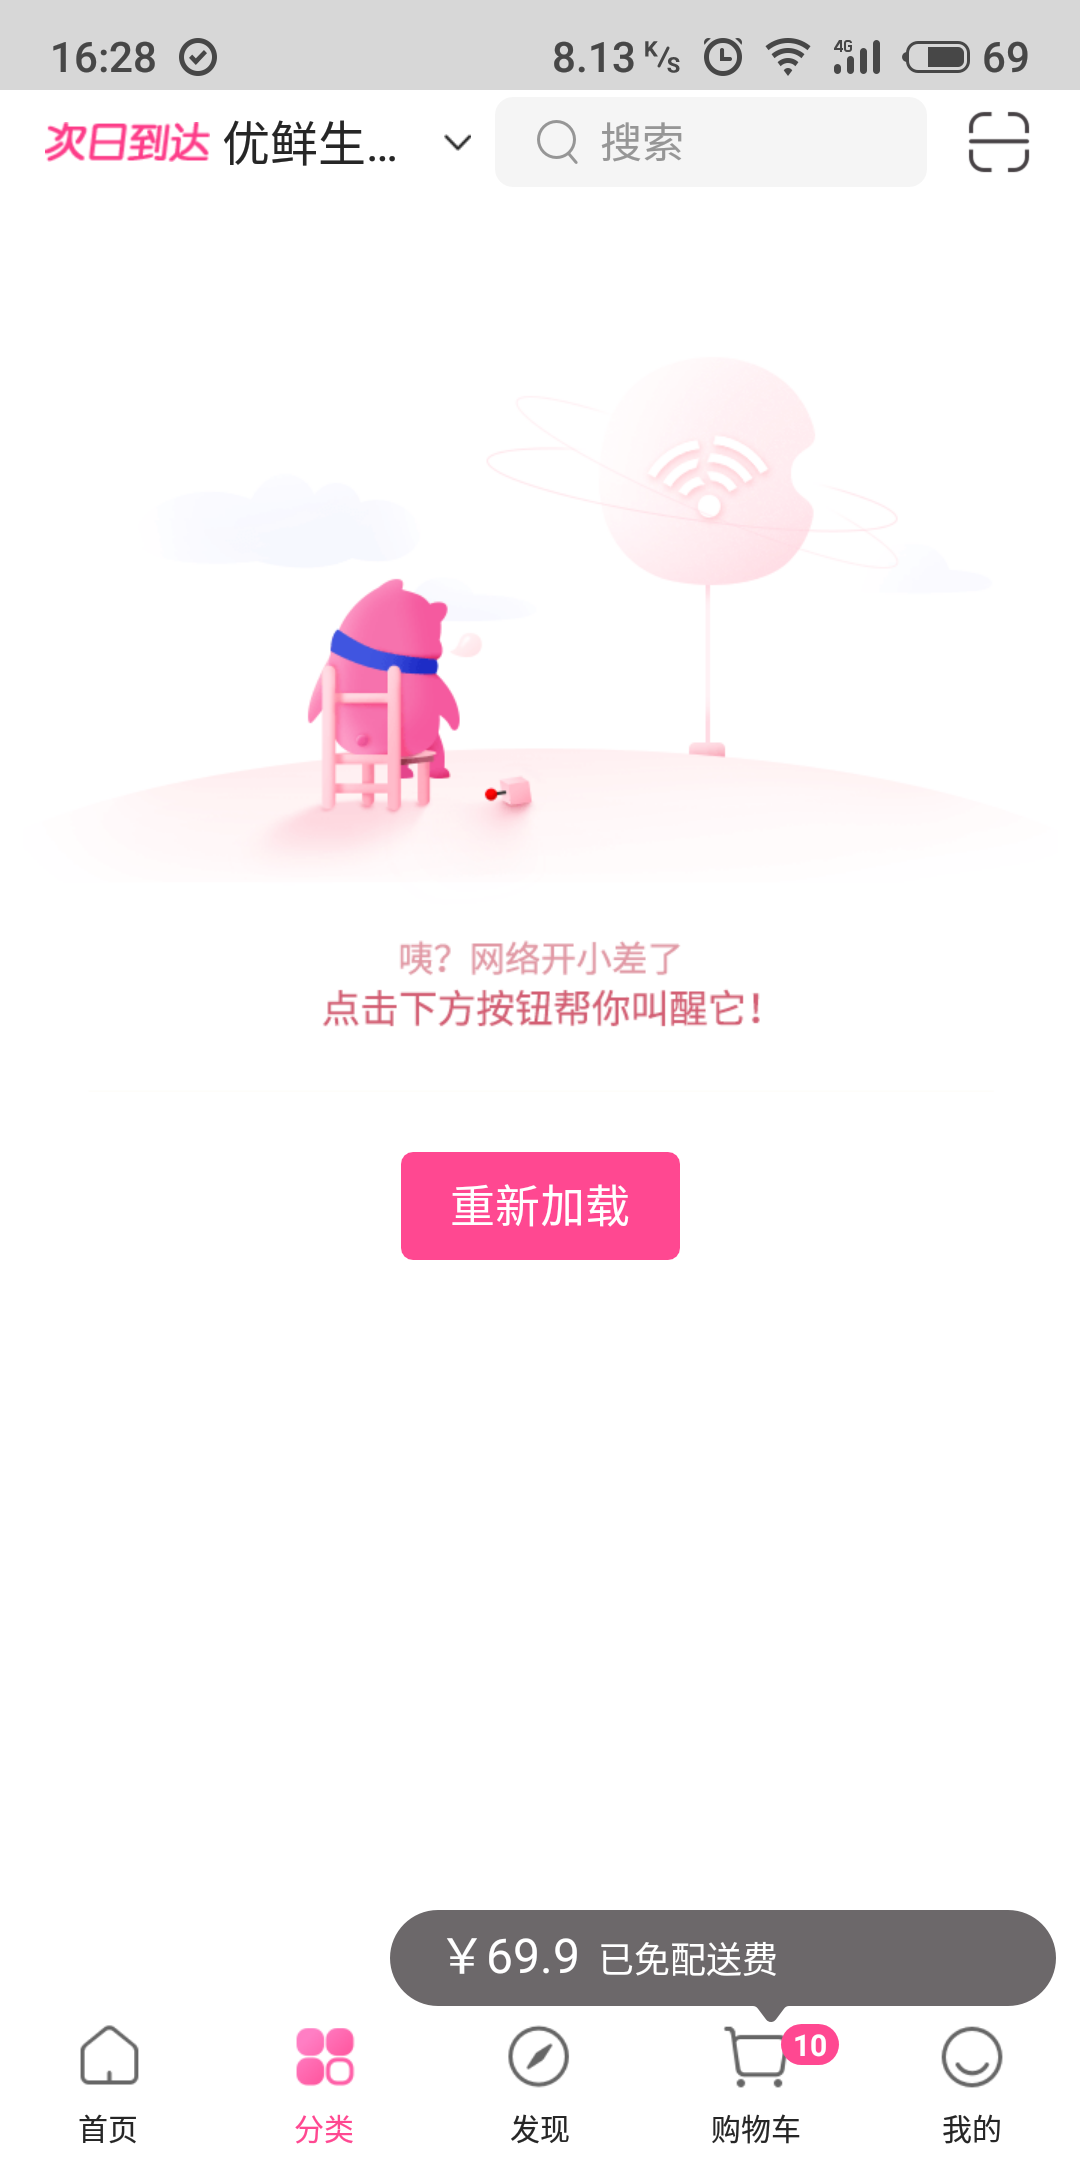 16:28 8.13 K/s 4G 69
次日到达 优鲜生... 搜索
咦？网络开小差了
点击下方按钮帮你叫醒它！
重新加载
￥69.9 已免配送费
10
首页 分类 发现 购物车 我的